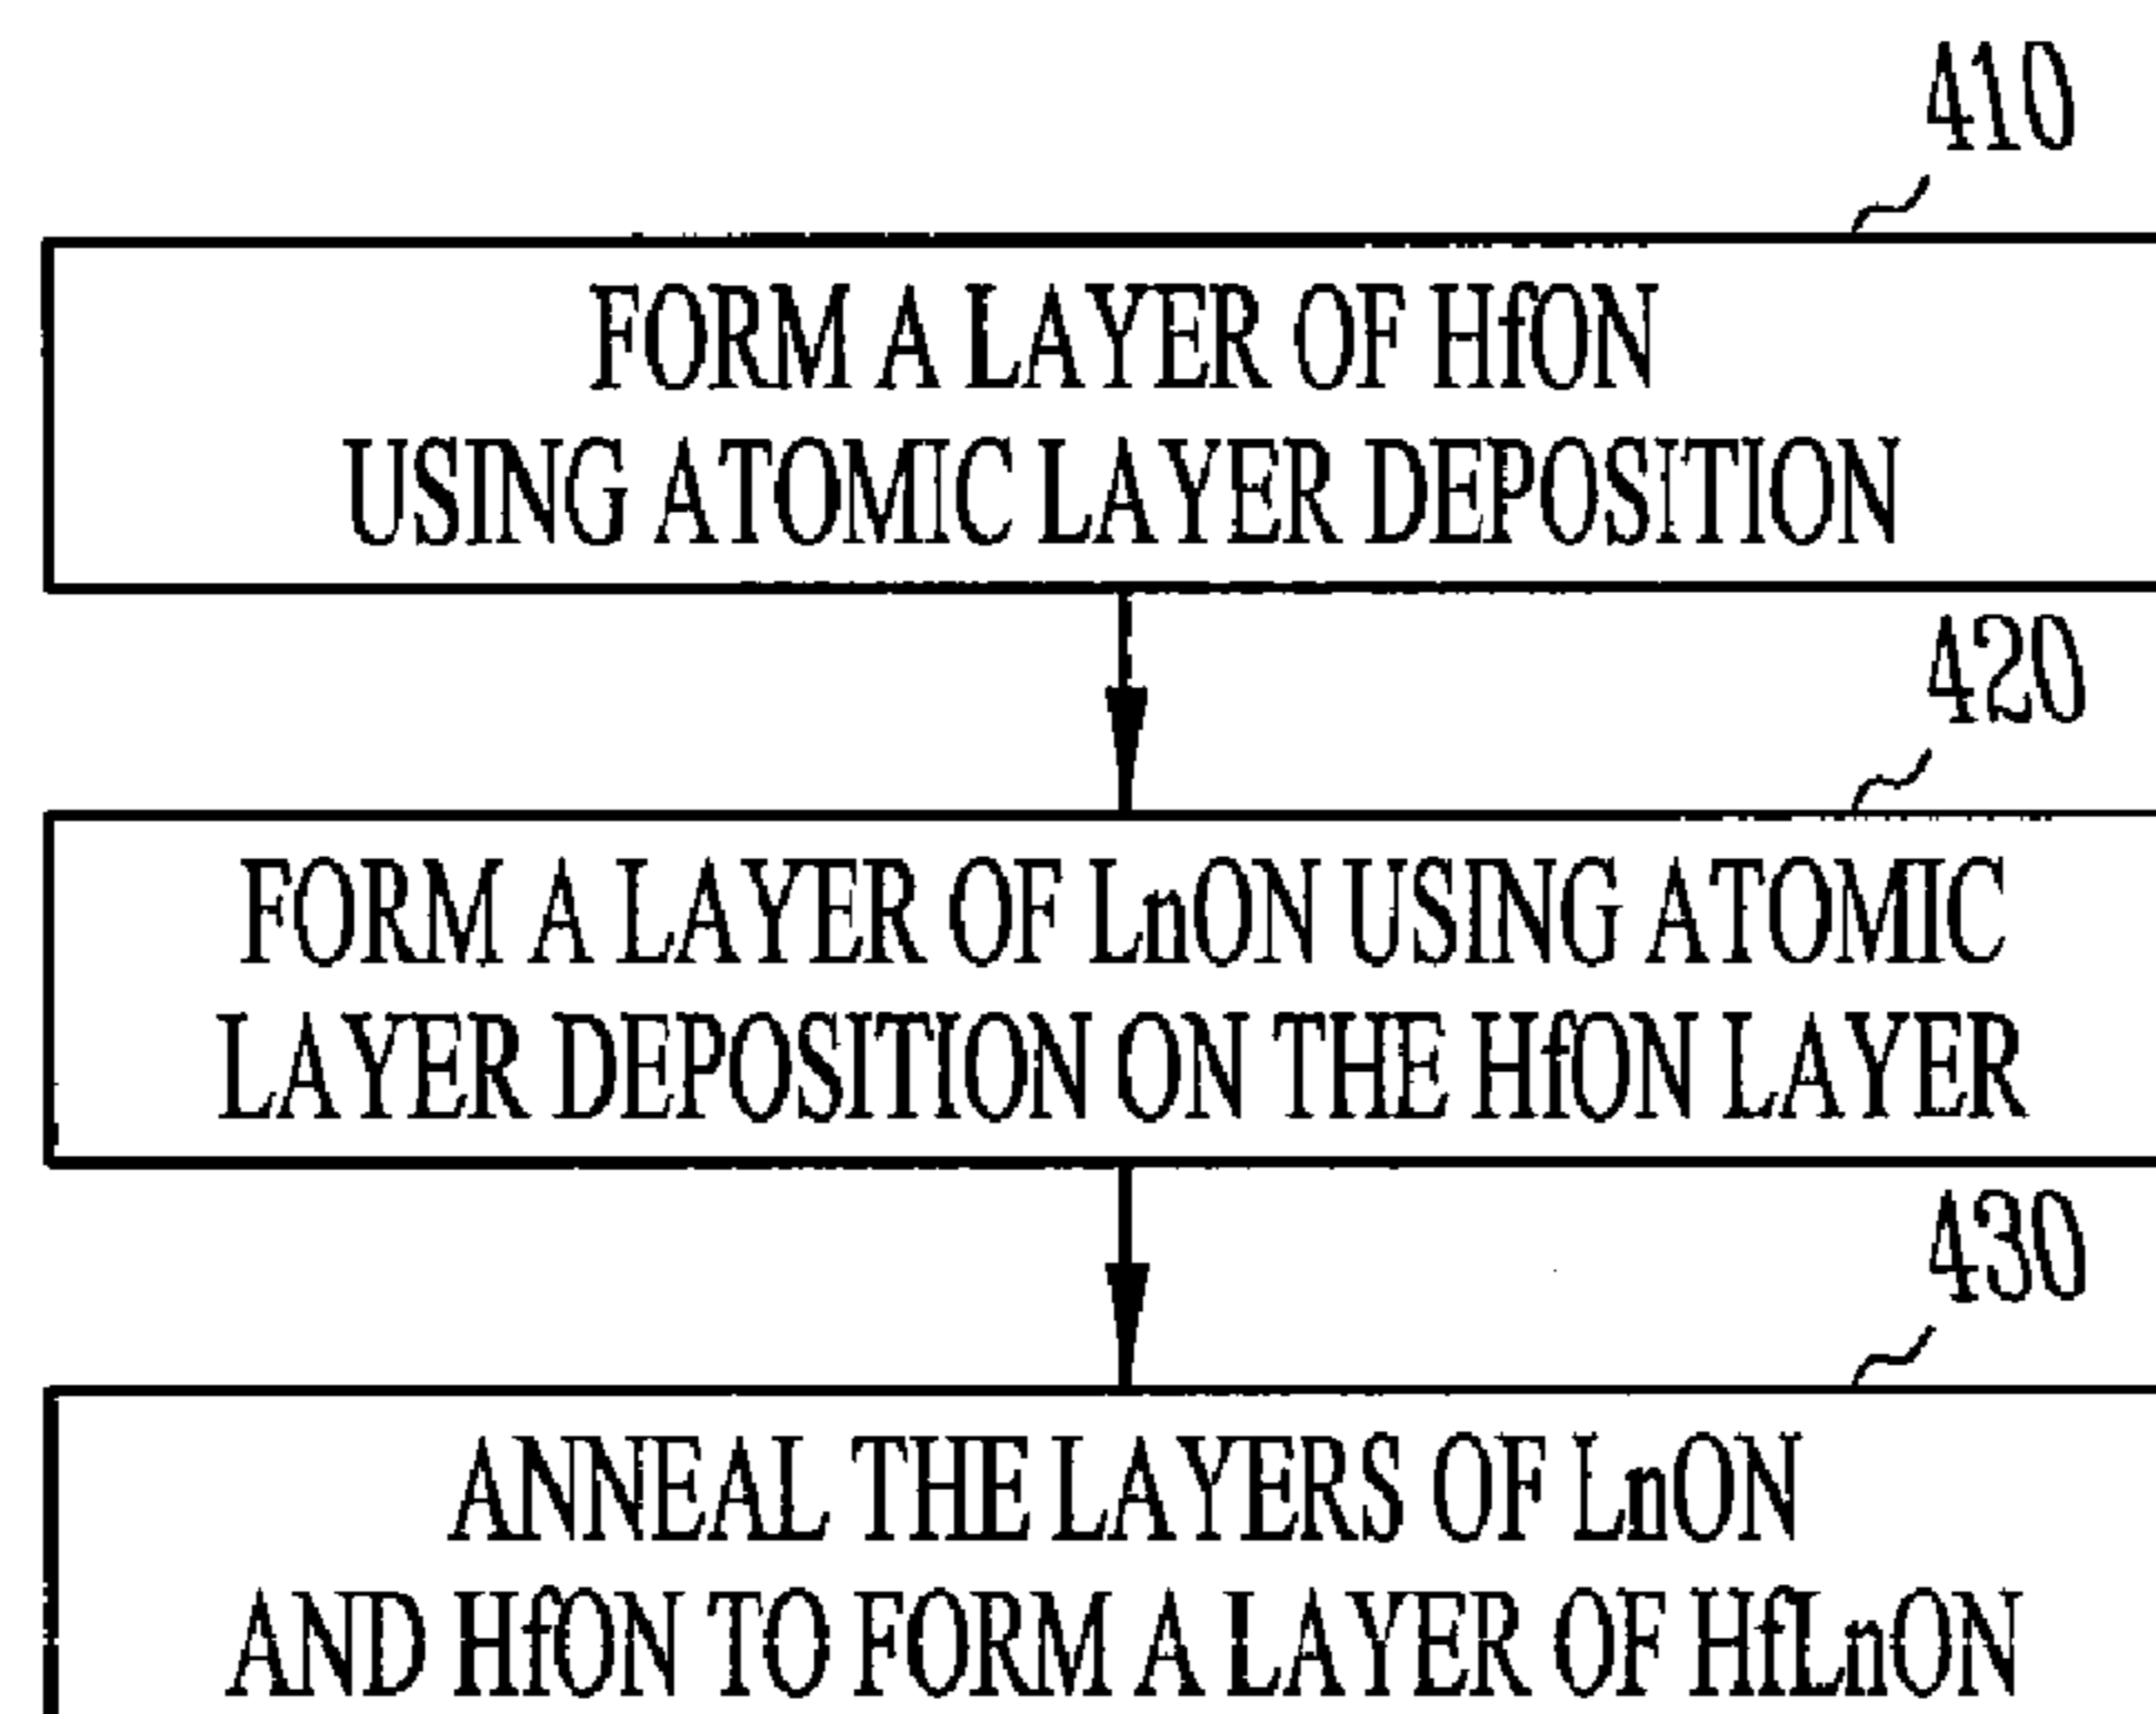 410
FORM A LAYER OF HfON
USING ATOMIC LAYER DEPOSITION
420
FORM A LAYER OF LnON USING ATOMIC
LAYER DEPOSITION ON THE HfON LAYER
430
ANNEAL THE LAYERS OF LnON
AND HfON TO FORM A LAYER OF HfLnON